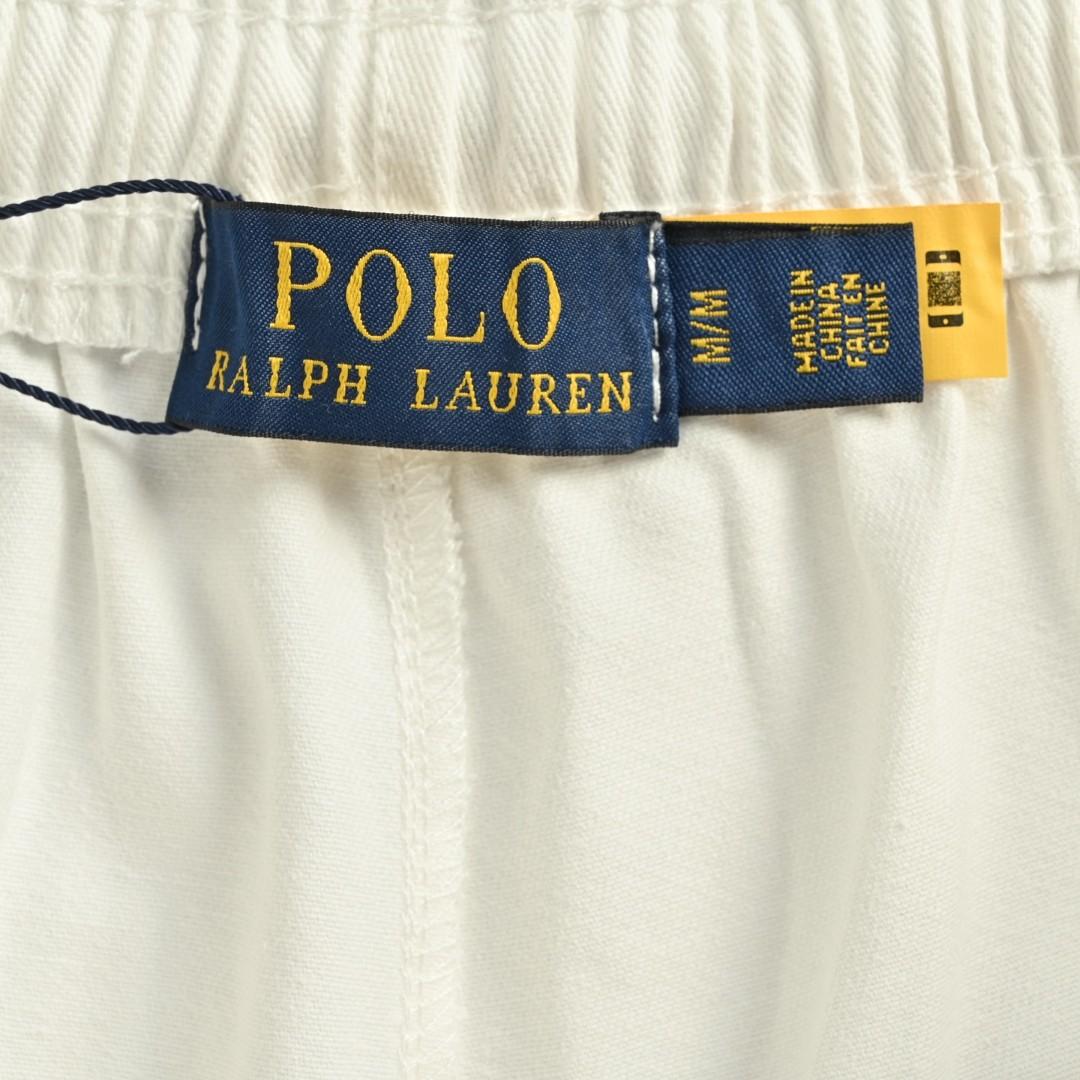 POLO
RALPH LAUREN
M/M
MADE IN
CHINA
FAIT EN
CHINE